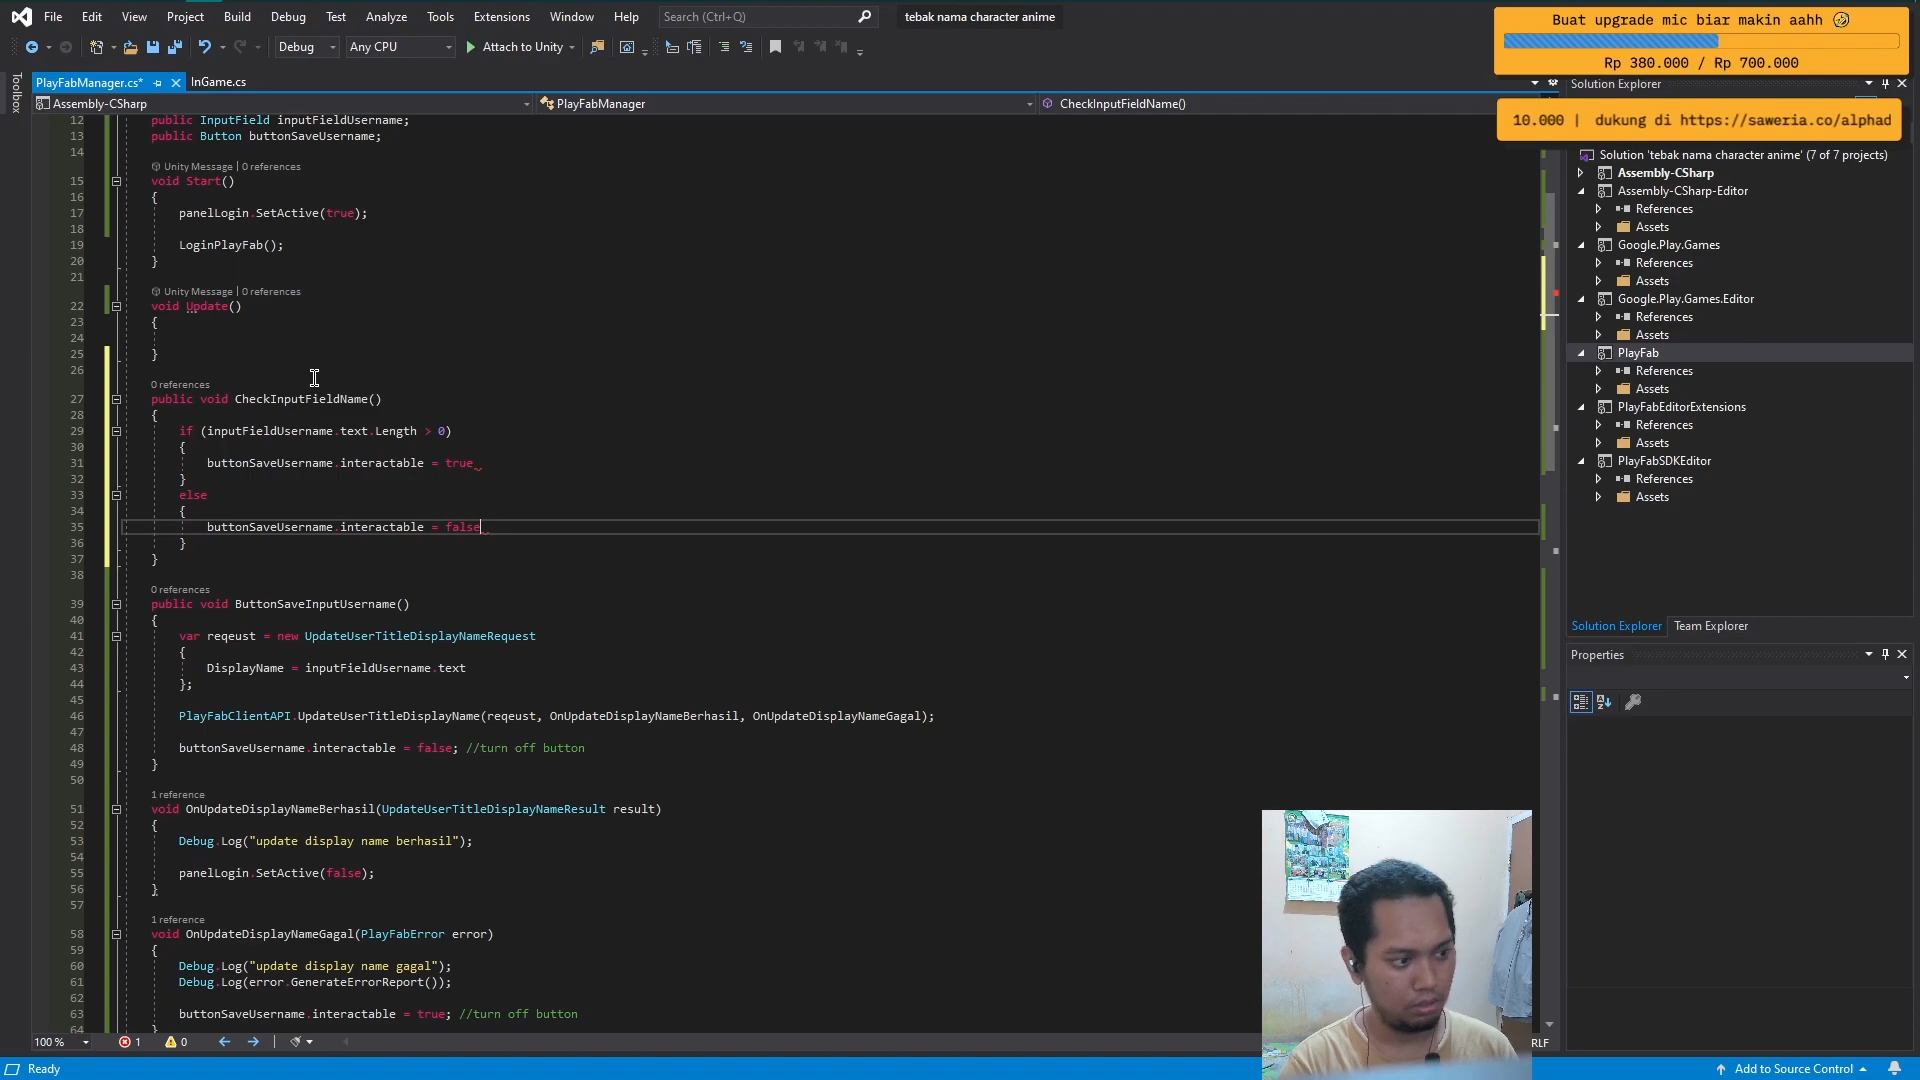 File Edit View Project Build Debug Test Analyze Tools Extensions Window Help Search (Ctrl+Q) tebak nama character anime
Buat upgrade mic biar makin aahh 🤣
Rp 380.000 / Rp 700.000
10.000 | dukung di https://saweria.co/alphad
Debug Any CPU Attach to Unity
Toolbox
PlayFabManager.cs* InGame.cs
Assembly-CSharp PlayFabManager CheckInputFieldName()
12 public InputField inputFieldUsername;
13 public Button buttonSaveUsername;
14
Unity Message | 0 references
15 void Start()
16 {
17 panelLogin.SetActive(true);
18
19 LoginPlayFab();
20 }
21
Unity Message | 0 references
22 void Update()
23 {
24
25 }
26
0 references
27 public void CheckInputFieldName()
28 {
29 if (inputFieldUsername.text.Length > 0)
30 {
31 buttonSaveUsername.interactable = true
32 }
33 else
34 {
35 buttonSaveUsername.interactable = false
36 }
37 }
38
0 references
39 public void ButtonSaveInputUsername()
40 {
41 var reqeust = new UpdateUserTitleDisplayNameRequest
42 {
43 DisplayName = inputFieldUsername.text
44 };
45
46 PlayFabClientAPI.UpdateUserTitleDisplayName(reqeust, OnUpdateDisplayNameBerhasil, OnUpdateDisplayNameGagal);
47
48 buttonSaveUsername.interactable = false; //turn off button
49 }
50
1 reference
51 void OnUpdateDisplayNameBerhasil(UpdateUserTitleDisplayNameResult result)
52 {
53 Debug.Log("update display name berhasil");
54
55 panelLogin.SetActive(false);
56 }
57
1 reference
58 void OnUpdateDisplayNameGagal(PlayFabError error)
59 {
60 Debug.Log("update display name gagal");
61 Debug.Log(error.GenerateErrorReport());
62
63 buttonSaveUsername.interactable = true; //turn off button
64 }
100 % 1 0
RLF
Ready
Add to Source Control
Solution Explorer
Solution 'tebak nama character anime' (7 of 7 projects)
Assembly-CSharp
Assembly-CSharp-Editor
References
Assets
Google.Play.Games
References
Assets
Google.Play.Games.Editor
References
Assets
PlayFab
References
Assets
PlayFabEditorExtensions
References
Assets
PlayFabSDKEditor
References
Assets
Solution Explorer Team Explorer
Properties